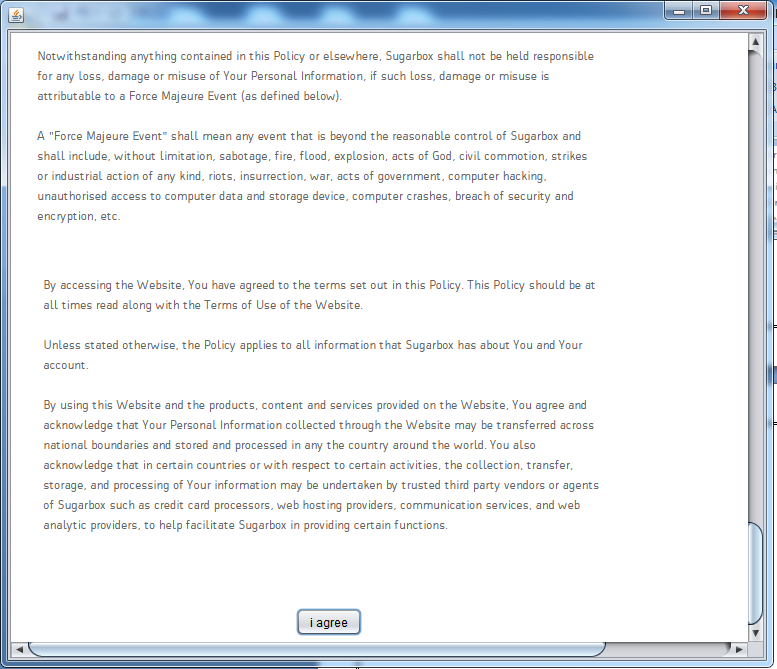 Notwithstanding anything contained in this Policy or elsewhere, Sugarbox shall not be held responsible
for any loss, damage or misuse of Your Personal Information, if such loss, damage or misuse is
attributable to a Force Majeure Event (as defined below).
A "Force Majeure Event" shall mean any event that is beyond the reasonable control of Sugarbox and
shall include, without limitation, sabotage, fire, flood, explosion, acts of God, civil commotion, strikes
or industrial action of any kind, riots, insurrection, war, acts of government, computer hacking,
unauthorised access to computer data and storage device, computer crashes, breach of security and
encryption, etc.
By accessing the Website, You have agreed to the terms set out in this Policy. This Policy should be at
all times read along with the Terms of Use of the Website.
Unless stated otherwise, the Policy applies to all information that Sugarbox has about You and Your
account.
By using this Website and the products, content and services provided on the Website, You agree and
acknowledge that Your Personal Information collected through the Website may be transferred across
national boundaries and stored and processed in any the country around the world. You also
acknowledge that in certain countries or with respect to certain activities, the collection, transfer,
storage, and processing of Your information may be undertaken by trusted third party vendors or agents
of Sugarbox such as credit card processors, web hosting providers, communication services, and web
analytic providers, to help facilitate Sugarbox in providing certain functions.
i agree